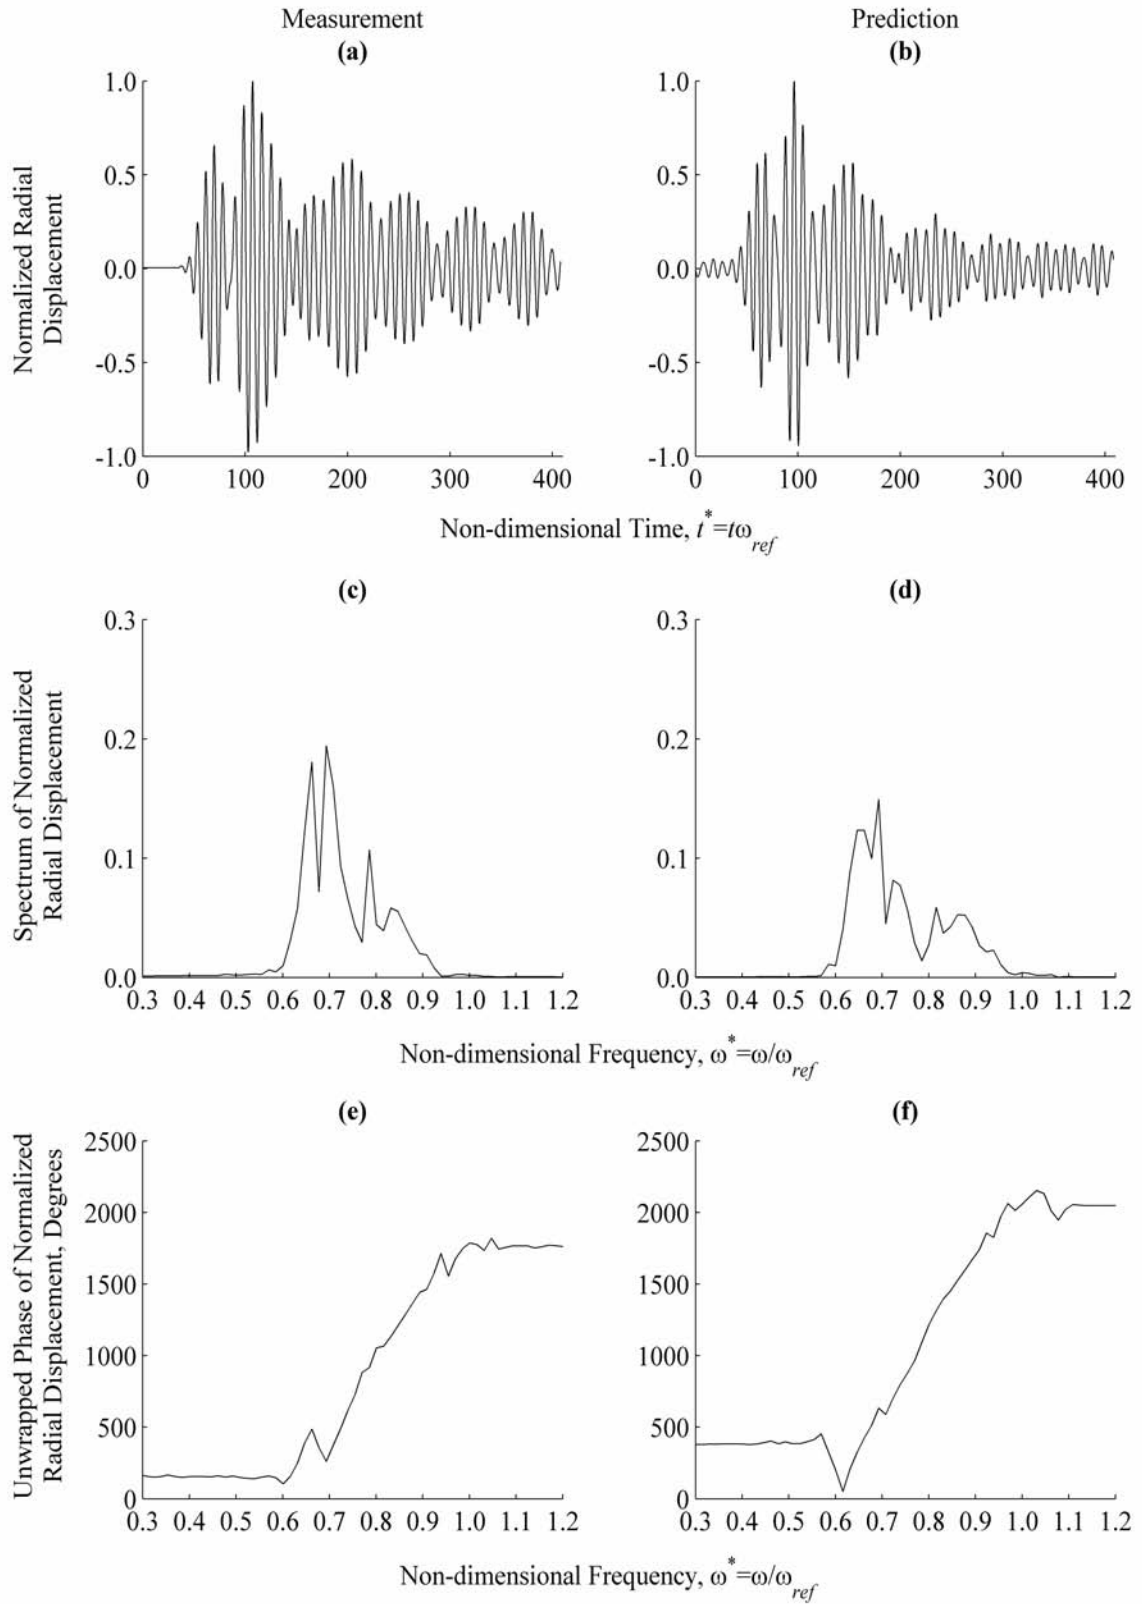 Measurement
(a)
Prediction
(b)
Normalized Radial
Displacement
1.0
0.5
0.0
-0.5
-1.0
0 100 200 300 400
1.0
0.5
0.0
-0.5
-1.0
0 100 200 300 400
Non-dimensional Time, t*=tω_ref
(c)
(d)
Spectrum of Normalized
Radial Displacement
0.3
0.2
0.1
0.0
0.3 0.4 0.5 0.6 0.7 0.8 0.9 1.0 1.1 1.2
0.3
0.2
0.1
0.0
0.3 0.4 0.5 0.6 0.7 0.8 0.9 1.0 1.1 1.2
Non-dimensional Frequency, ω*=ω/ω_ref
(e)
(f)
Unwrapped Phase of Normalized
Radial Displacement, Degrees
2500
2000
1500
1000
500
0
0.3 0.4 0.5 0.6 0.7 0.8 0.9 1.0 1.1 1.2
2500
2000
1500
1000
500
0
0.3 0.4 0.5 0.6 0.7 0.8 0.9 1.0 1.1 1.2
Non-dimensional Frequency, ω*=ω/ω_ref